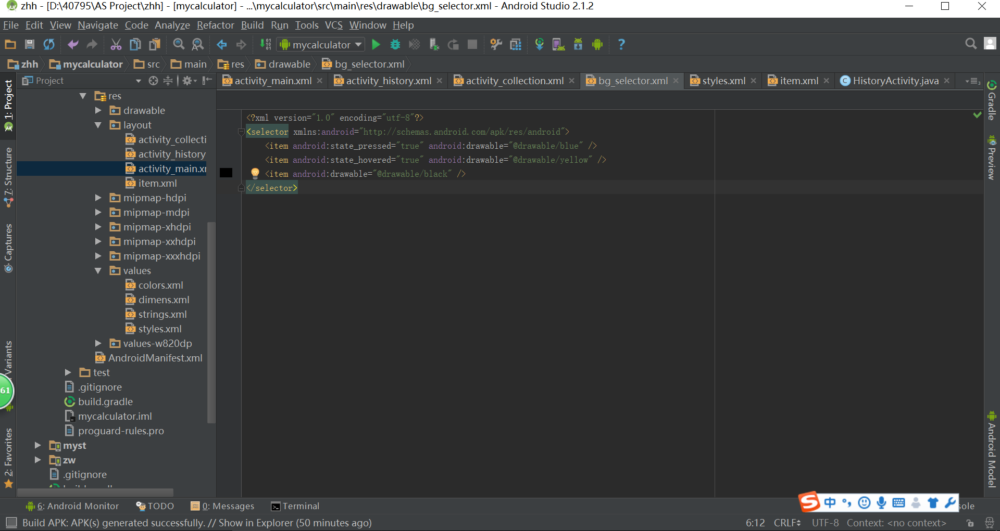 zhh - [D:\40795\AS Project\zhh] - [mycalculator] - ...\mycalculator\src\main\res\drawable\bg_selector.xml - Android Studio 2.1.2
File Edit View Navigate Code Analyze Refactor Build Run Tools VCS Window Help
mycalculator
zhh mycalculator src main res drawable bg_selector.xml
Project
activity_main.xml activity_history.xml activity_collection.xml bg_selector.xml styles.xml item.xml HistoryActivity.java
1: Project
7: Structure
Captures
Variants
61
2: Favorites
res
drawable
layout
activity_collecti
activity_history
activity_main.x
item.xml
mipmap-hdpi
mipmap-mdpi
mipmap-xhdpi
mipmap-xxhdpi
mipmap-xxxhdpi
values
colors.xml
dimens.xml
strings.xml
styles.xml
values-w820dp
AndroidManifest.xml
test
.gitignore
build.gradle
mycalculator.iml
proguard-rules.pro
myst
zw
.gitignore
<?xml version="1.0" encoding="utf-8"?>
<selector xmlns:android="http://schemas.android.com/apk/res/android">
<item android:state_pressed="true" android:drawable="@drawable/blue" />
<item android:state_hovered="true" android:drawable="@drawable/yellow" />
<item android:drawable="@drawable/black" />
</selector>
Gradle
Preview
Android Model
6: Android Monitor TODO 0: Messages Terminal
中
sole
Build APK: APK(s) generated successfully. // Show in Explorer (50 minutes ago)
6:12 CRLF UTF-8 Context: <no context>